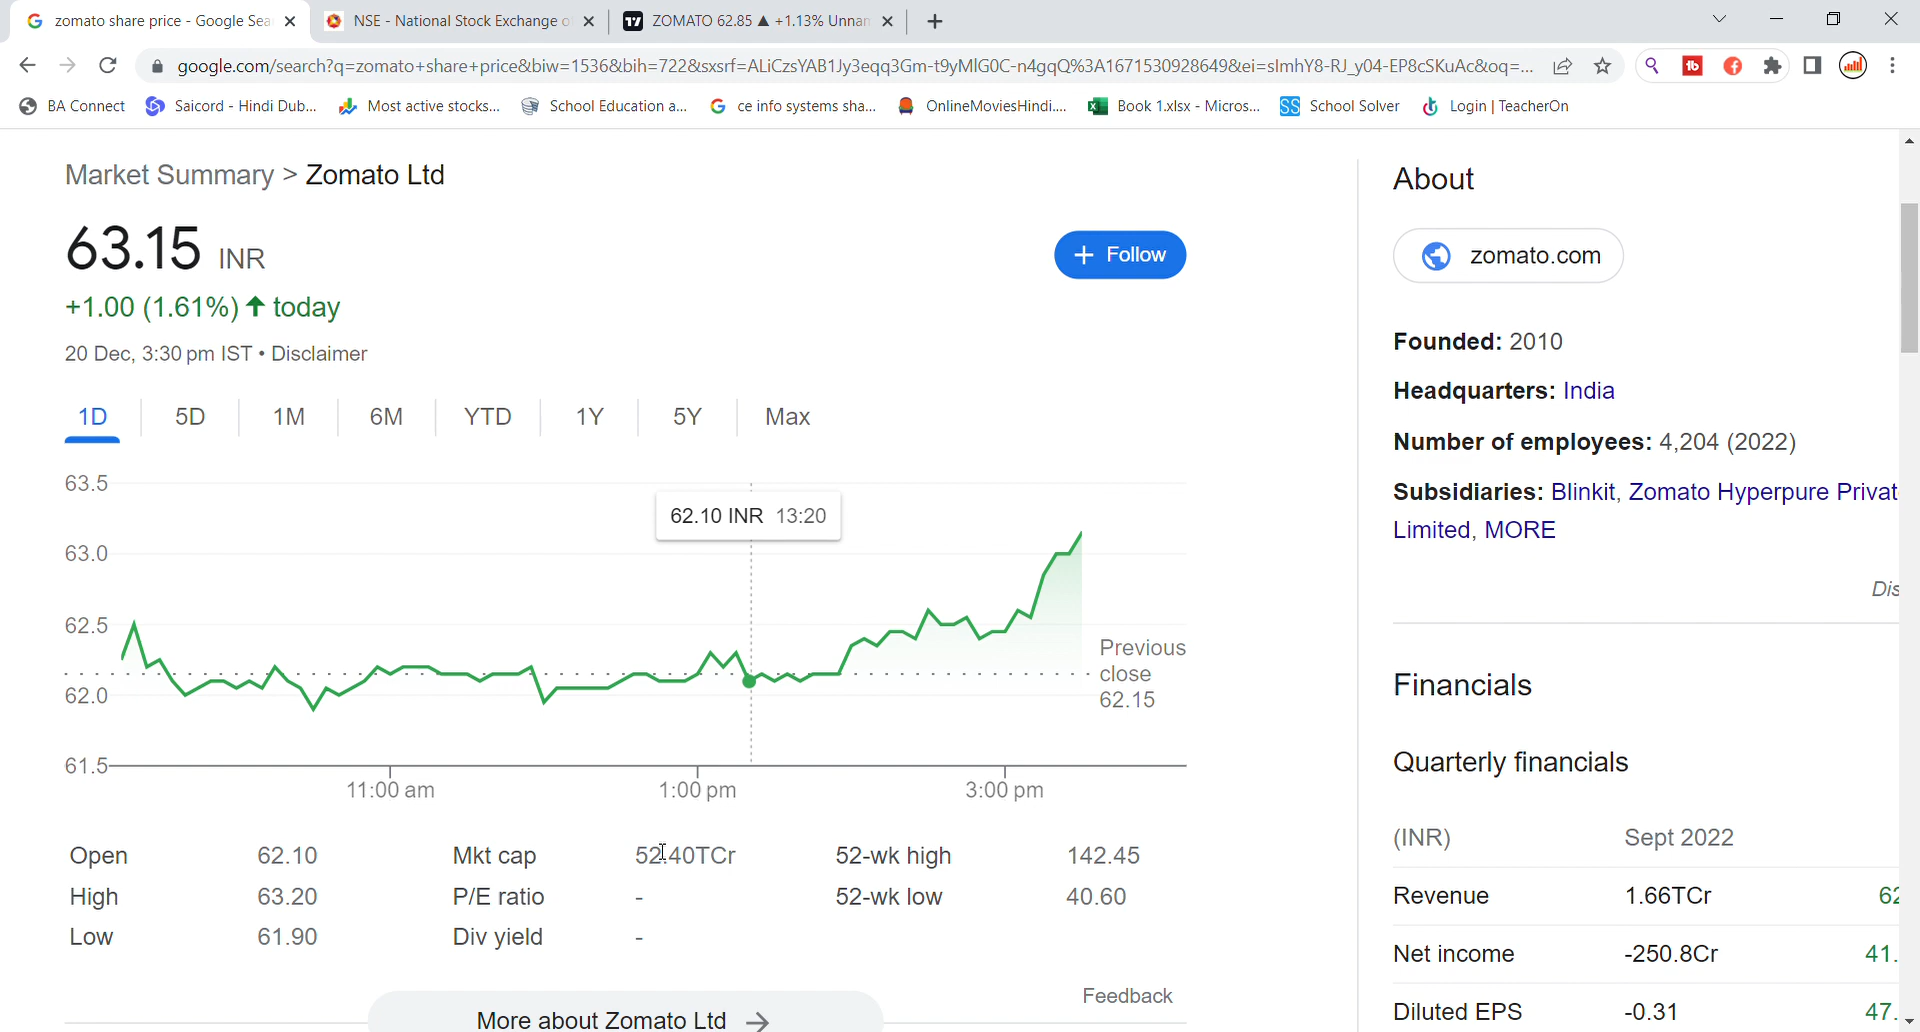 zomato share price - Google Sea
NSE - National Stock Exchange o
ZOMATO 62.85 ▲ +1.13% Unnan
google.com/search?q=zomato+share+price&biw=1536&bih=722&sxsrf=ALiCzsYAB1Jy3eqq3Gm-t9yMlG0C-n4gqQ%3A1671530928649&ei=slmhY8-RJ_y04-EP8cSKuAc&oq=...
BA Connect
Saicord - Hindi Dub...
Most active stocks...
School Education a...
ce info systems sha...
OnlineMoviesHindi....
Book 1.xlsx - Micros...
SS School Solver
Login | TeacherOn
Market Summary > Zomato Ltd
63.15 INR
+ Follow
+1.00 (1.61%) ↑ today
20 Dec, 3:30 pm IST • Disclaimer
1D 5D 1M 6M YTD 1Y 5Y Max
63.5
62.10 INR 13:20
63.0
62.5
Previous
close
62.15
62.0
61.5
11:00 am 1:00 pm 3:00 pm
Open 62.10 Mkt cap 52.40TCr 52-wk high 142.45
High 63.20 P/E ratio - 52-wk low 40.60
Low 61.90 Div yield -
Feedback
More about Zomato Ltd →
About
zomato.com
Founded: 2010
Headquarters: India
Number of employees: 4,204 (2022)
Subsidiaries: Blinkit, Zomato Hyperpure Privat
Limited, MORE
Dis
Financials
Quarterly financials
(INR) Sept 2022
Revenue 1.66TCr 62
Net income -250.8Cr 41.
Diluted EPS -0.31 47.